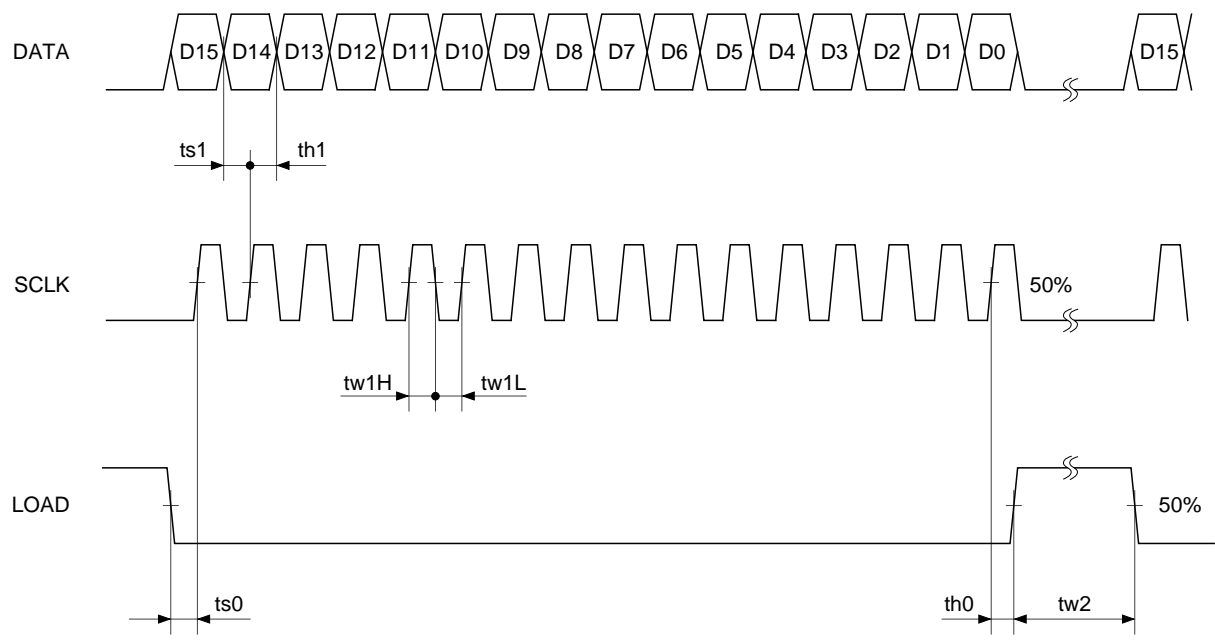 DATA D15 D14 D13 D12 D11 D10 D9 D8 D7 D6 D5 D4 D3 D2 D1 D0 D15
ts1 th1
SCLK 50%
tw1H tw1L
LOAD 50%
ts0 th0 tw2